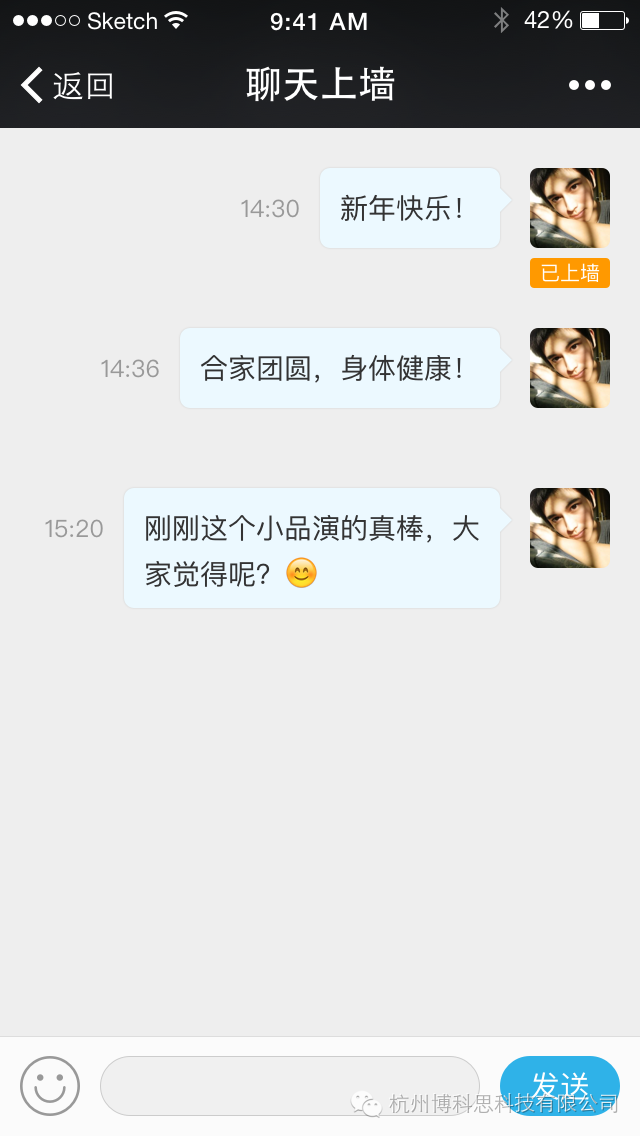 Sketch 9:41 AM 42%
返回 聊天上墙
14:30 新年快乐！
已上墙
14:36 合家团圆，身体健康！
15:20 刚刚这个小品演的真棒，大
家觉得呢？😊
发送
杭州博科思科技有限公司